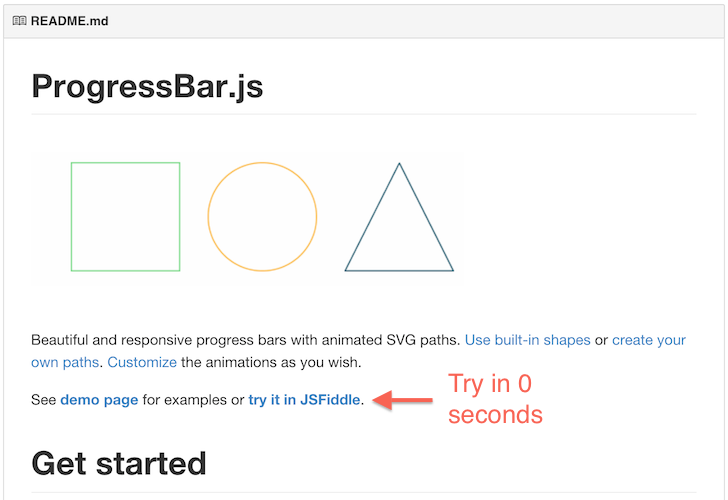 README.md
ProgressBar.js
Beautiful and responsive progress bars with animated SVG paths. Use built-in shapes or create your
own paths. Customize the animations as you wish.
See demo page for examples or try it in JSFiddle.
Try in 0
seconds
Get started